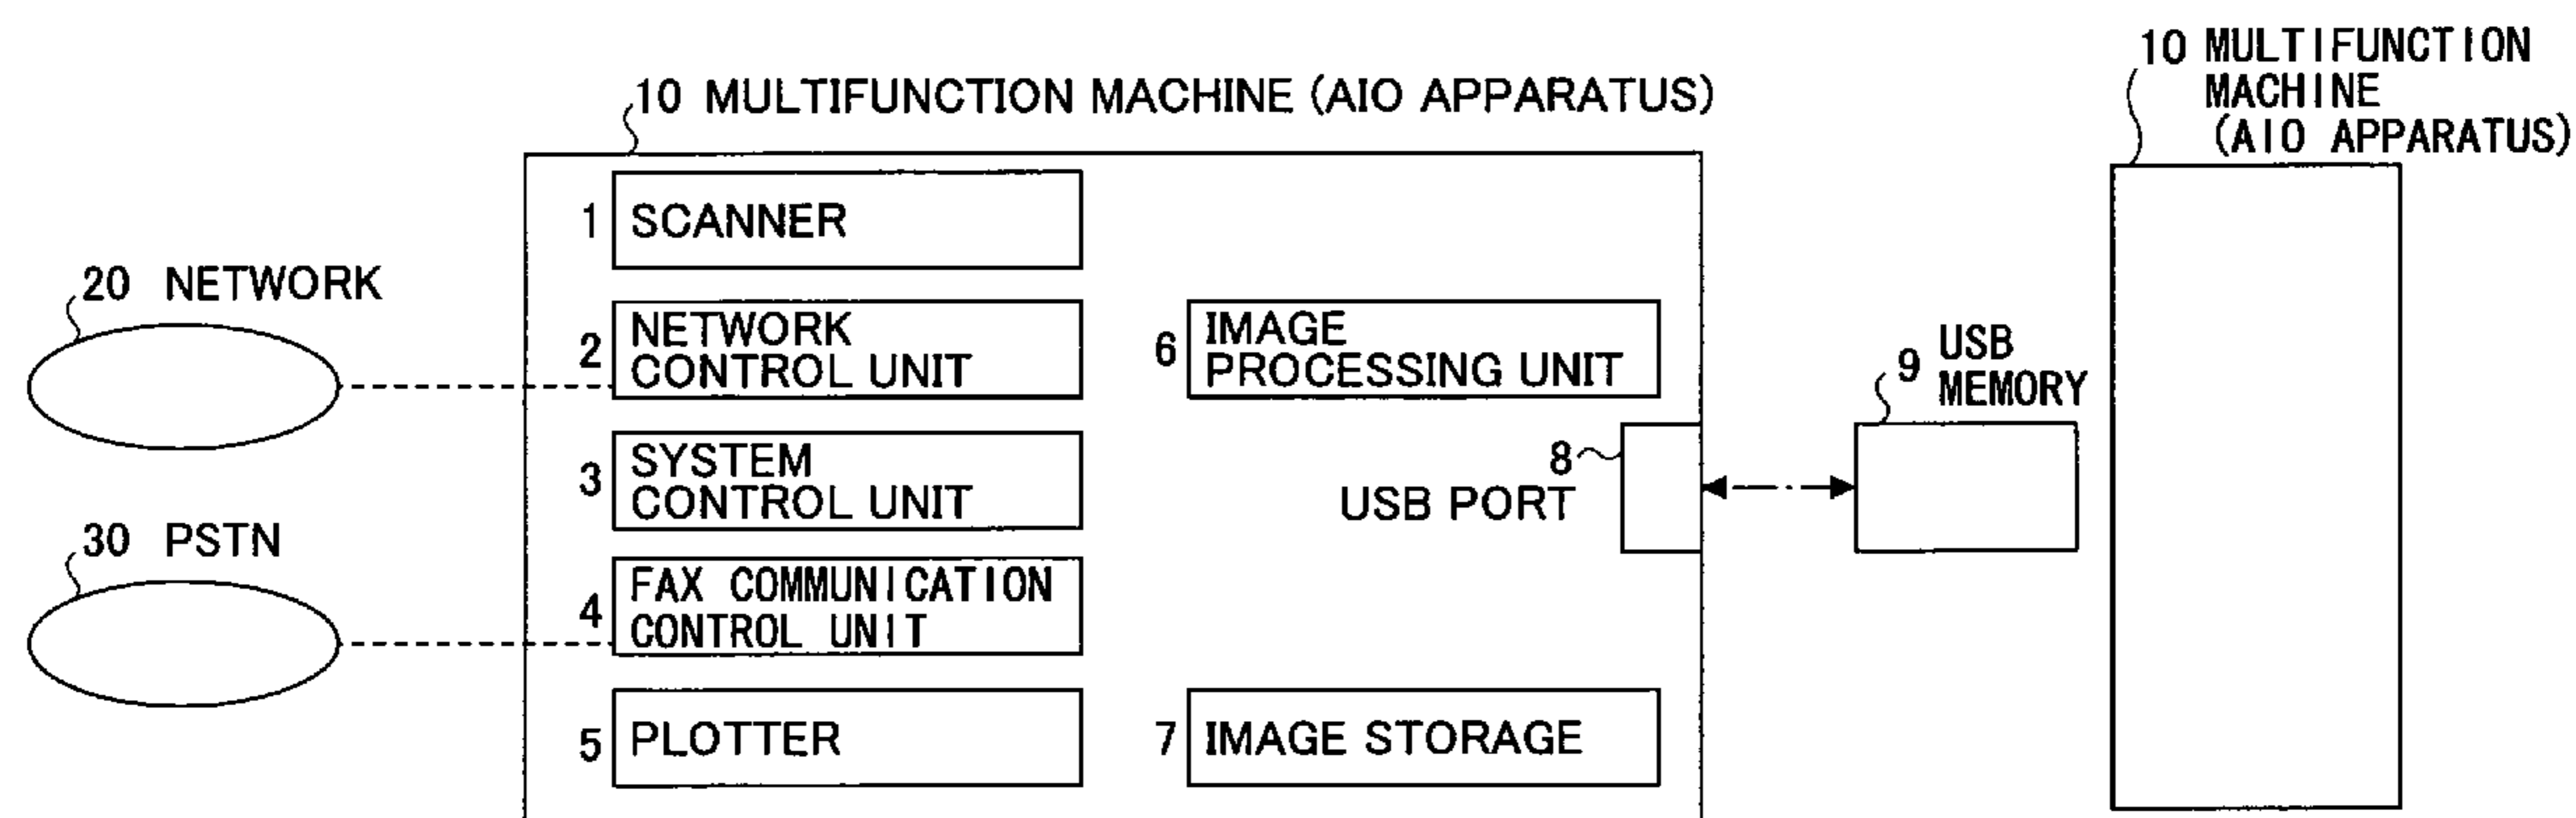 10 MULTIFUNCTION MACHINE (AIO APPARATUS)
10 MULTIFUNCTION
MACHINE
(AIO APPARATUS)
1 SCANNER
20 NETWORK
2 NETWORK
CONTROL UNIT
6 IMAGE
PROCESSING UNIT
9 USB
MEMORY
3 SYSTEM
CONTROL UNIT
8
USB PORT
30 PSTN
4 FAX COMMUNICATION
CONTROL UNIT
5 PLOTTER
7 IMAGE STORAGE